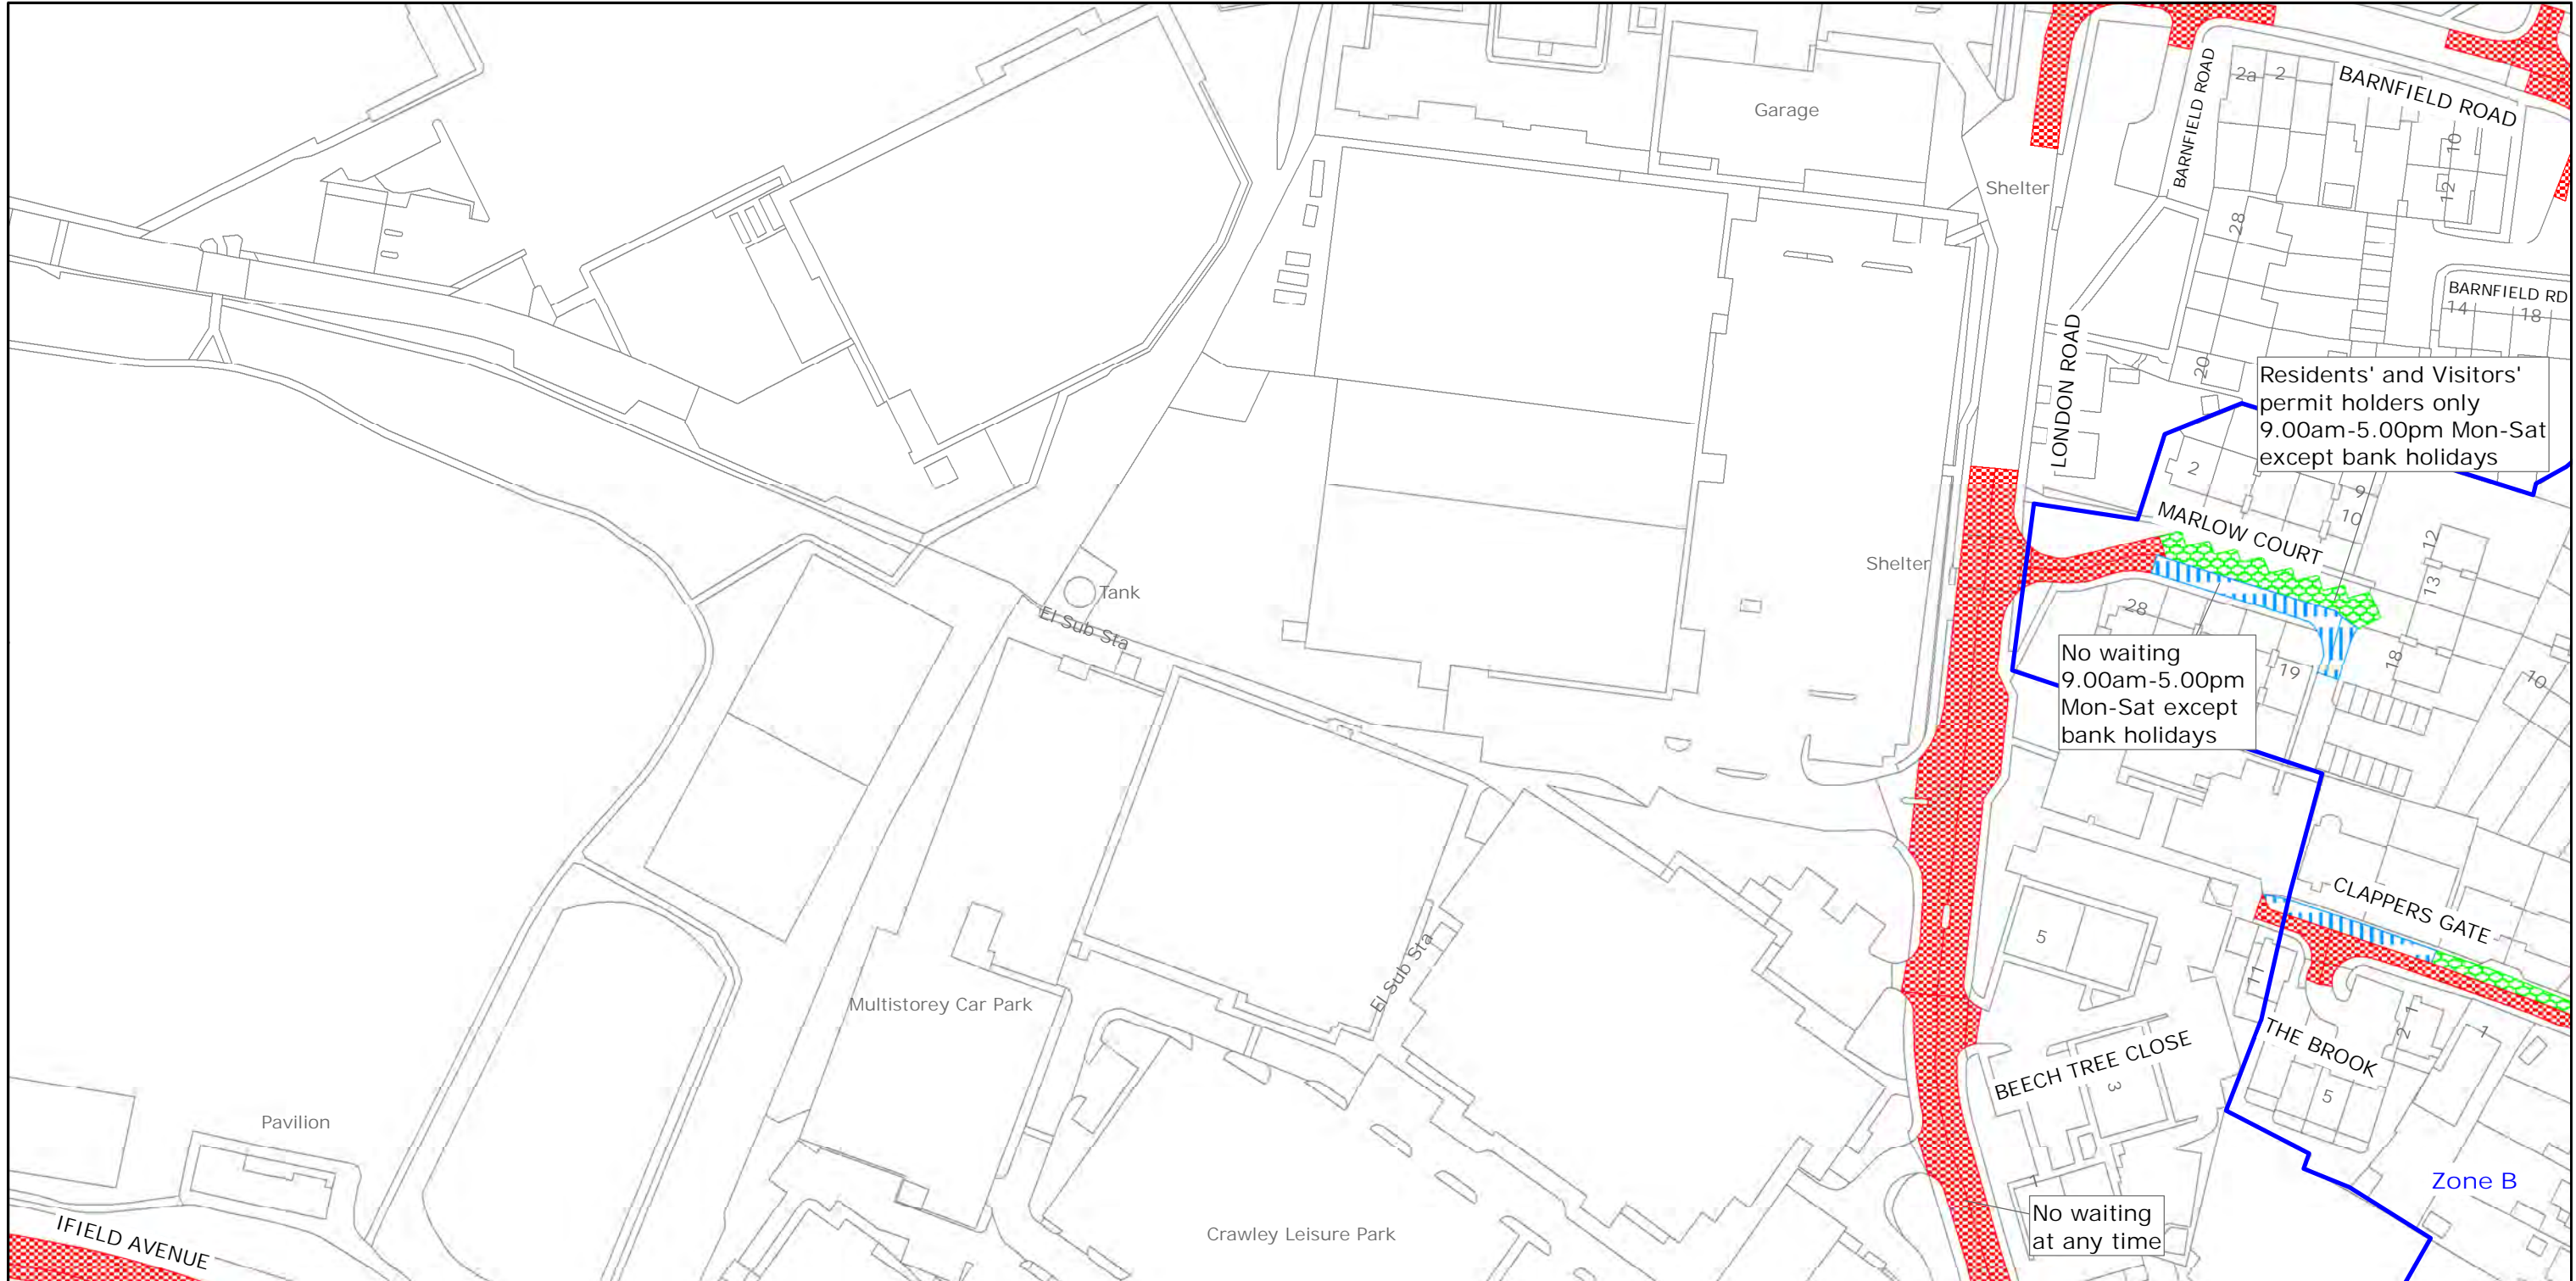 BARNFIELD ROAD
2a
2
BARNFIELD ROAD
Garage
10
12
Shelter
28
BARNFIELD RD
14
18
LONDON ROAD
20
Residents' and Visitors'
permit holders only
9.00am-5.00pm Mon-Sat
except bank holidays
2
9
10
MARLOW COURT
12
13
Shelter
Tank
El Sub Sta
28
No waiting
9.00am-5.00pm
Mon-Sat except
bank holidays
19
18
10
CLAPPERS GATE
5
El Sub Sta
11
Multistorey Car Park
1
2
1
THE BROOK
BEECH TREE CLOSE
3
5
Pavilion
Zone B
1
No waiting
at any time
Crawley Leisure Park
IFIELD AVENUE